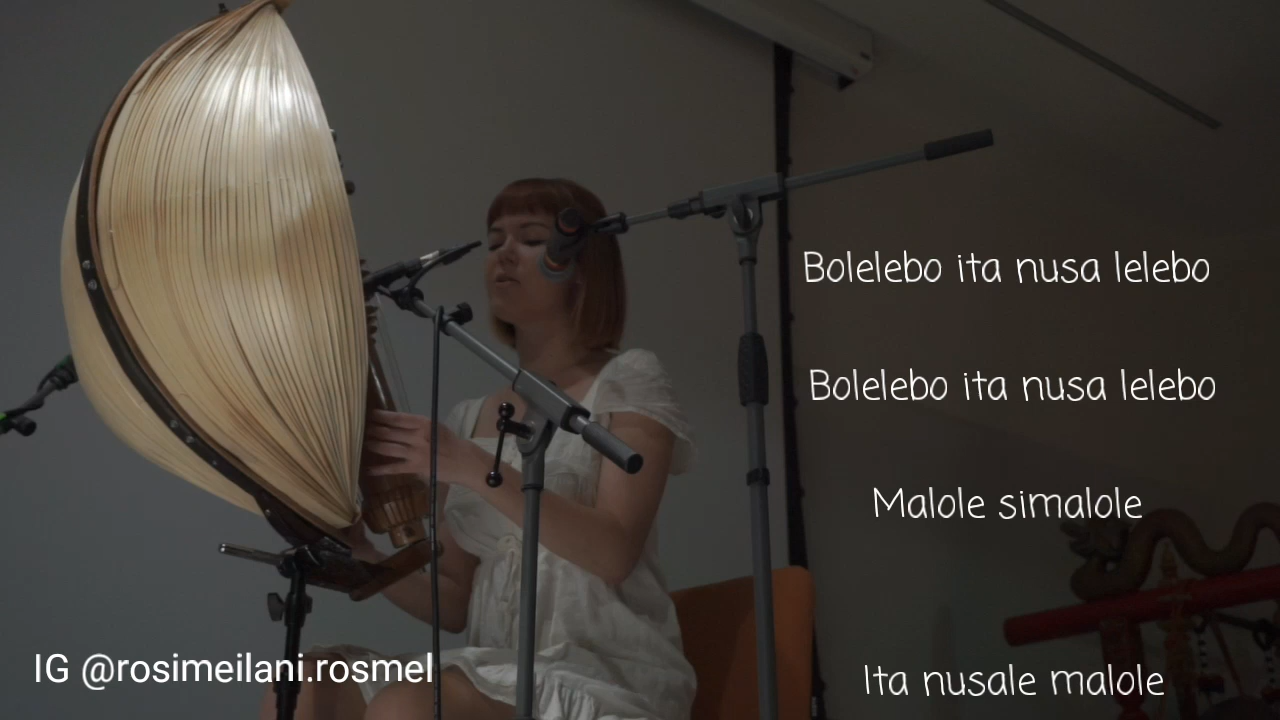 Bolelebo ita nusa lelebo
Bolelebo ita nusa lelebo
Malole simalole
Ita nusale malole
IG @rosimeilani.rosmel